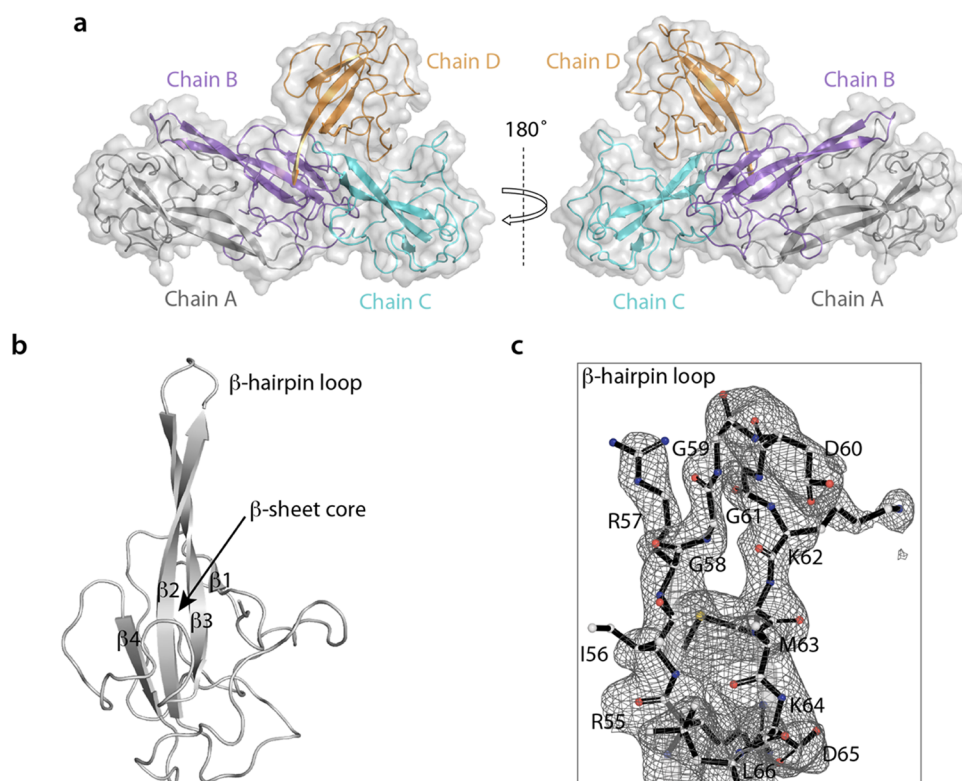 a
Chain D
Chain D
Chain B
Chain B
180°
Chain A
Chain C
Chain C
Chain A
b
c
β-hairpin loop
β-hairpin loop
β-sheet core
β1
β2
β3
β4
G59
D60
R57
G61
G58
K62
I56
M63
R55
K64
D65
L66